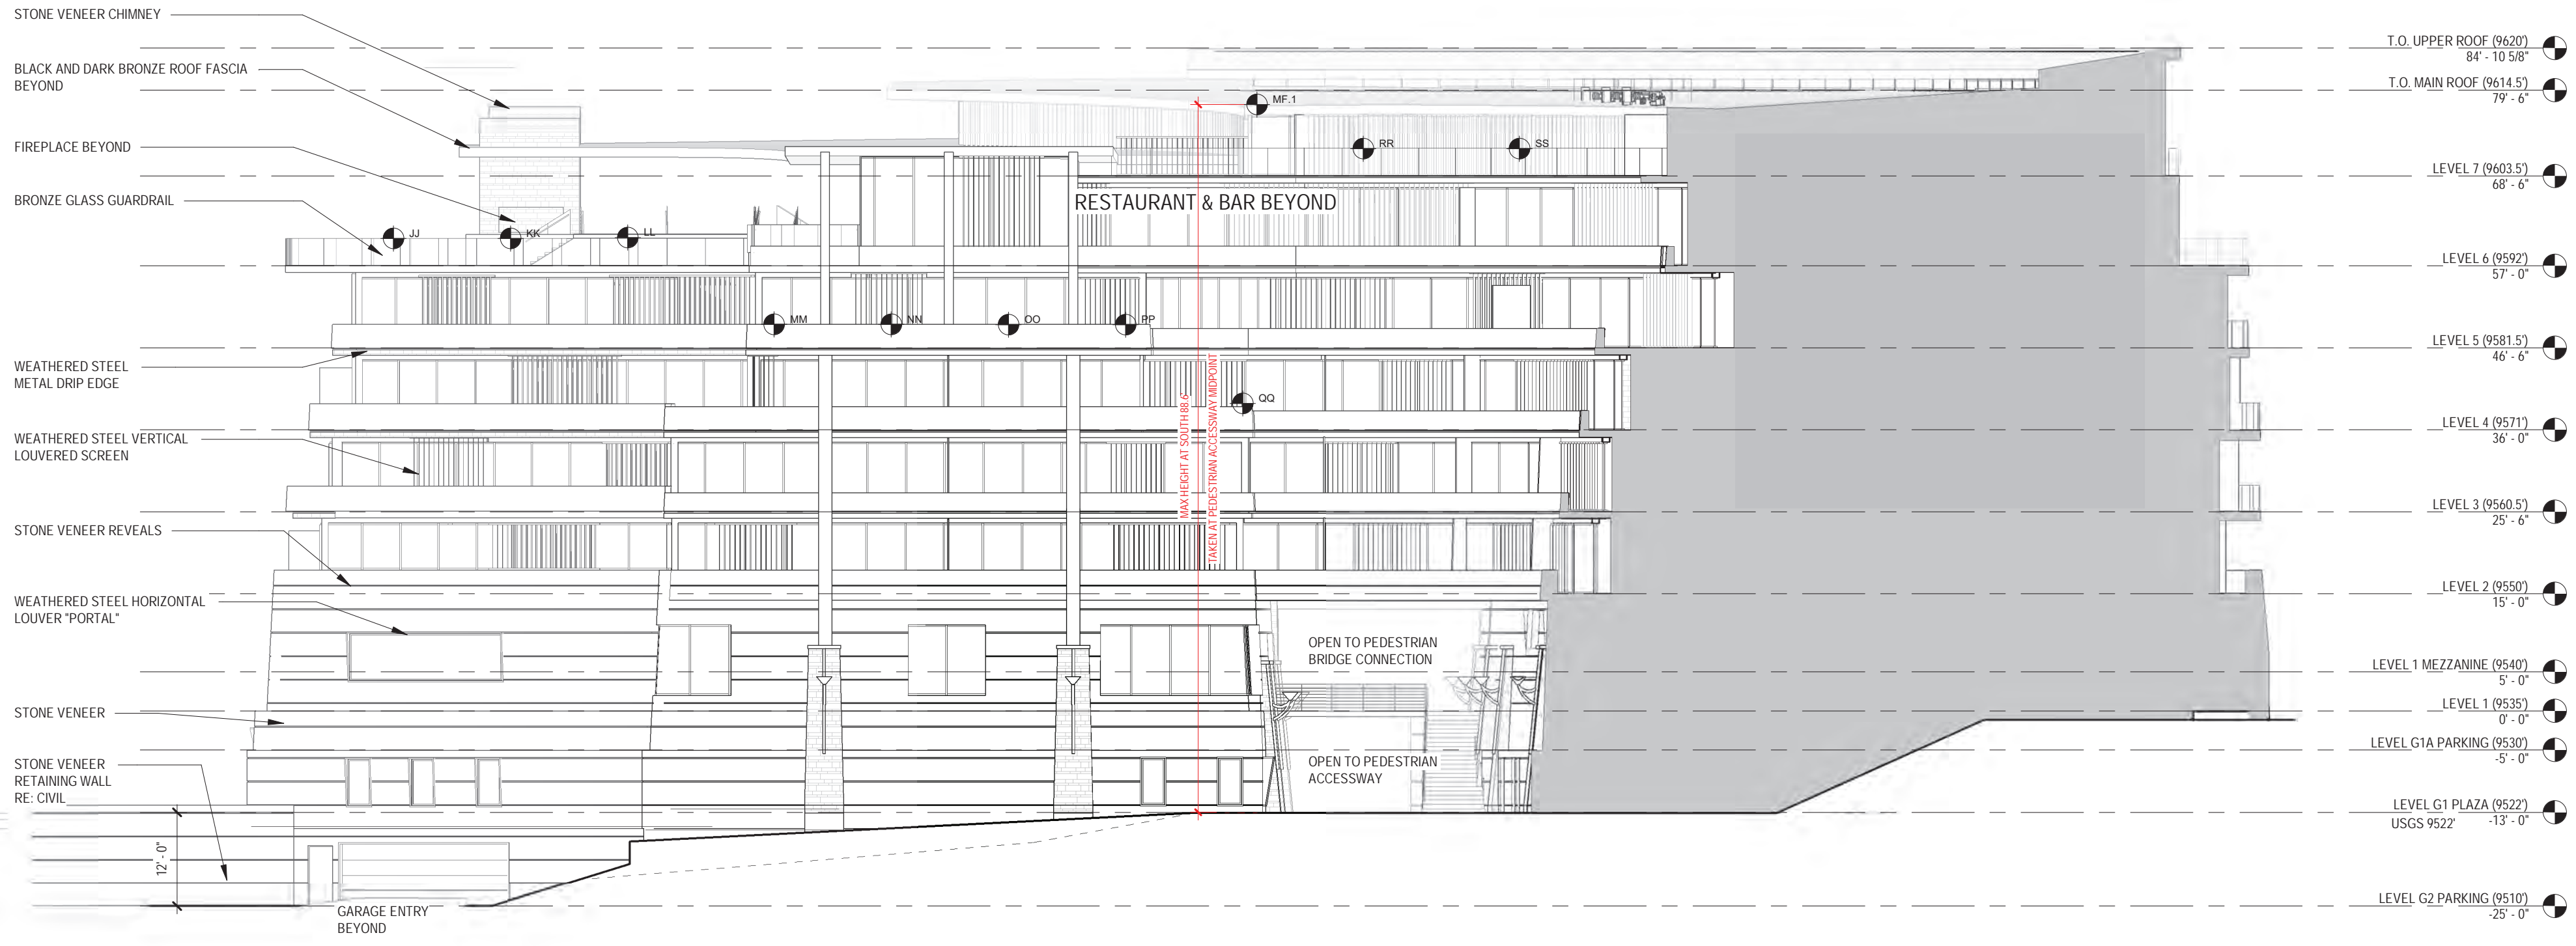 STONE VENEER CHIMNEY
BLACK AND DARK BRONZE ROOF FASCIA
BEYOND
FIREPLACE BEYOND
BRONZE GLASS GUARDRAIL
WEATHERED STEEL
METAL DRIP EDGE
WEATHERED STEEL VERTICAL
LOUVERED SCREEN
STONE VENEER REVEALS
WEATHERED STEEL HORIZONTAL
LOUVER "PORTAL"
STONE VENEER
STONE VENEER
RETAINING WALL
RE: CIVIL
12' - 0"
GARAGE ENTRY
BEYOND
JJ
KK
LL
MM
NN
OO
PP
QQ
MF.1
RR
SS
RESTAURANT & BAR BEYOND
MAX HEIGHT AT SOUTH 88.6'
TAKEN AT PEDESTRIAN ACCESSWAY MIDPOINT
OPEN TO PEDESTRIAN
BRIDGE CONNECTION
OPEN TO PEDESTRIAN
ACCESSWAY
T.O. UPPER ROOF (9620')
84' - 10 5/8"
T.O. MAIN ROOF (9614.5')
79' - 6"
LEVEL 7 (9603.5')
68' - 6"
LEVEL 6 (9592')
57' - 0"
LEVEL 5 (9581.5')
46' - 6"
LEVEL 4 (9571')
36' - 0"
LEVEL 3 (9560.5')
25' - 6"
LEVEL 2 (9550')
15' - 0"
LEVEL 1 MEZZANINE (9540')
5' - 0"
LEVEL 1 (9535')
0' - 0"
LEVEL G1A PARKING (9530')
-5' - 0"
LEVEL G1 PLAZA (9522')
USGS 9522' -13' - 0"
LEVEL G2 PARKING (9510')
-25' - 0"